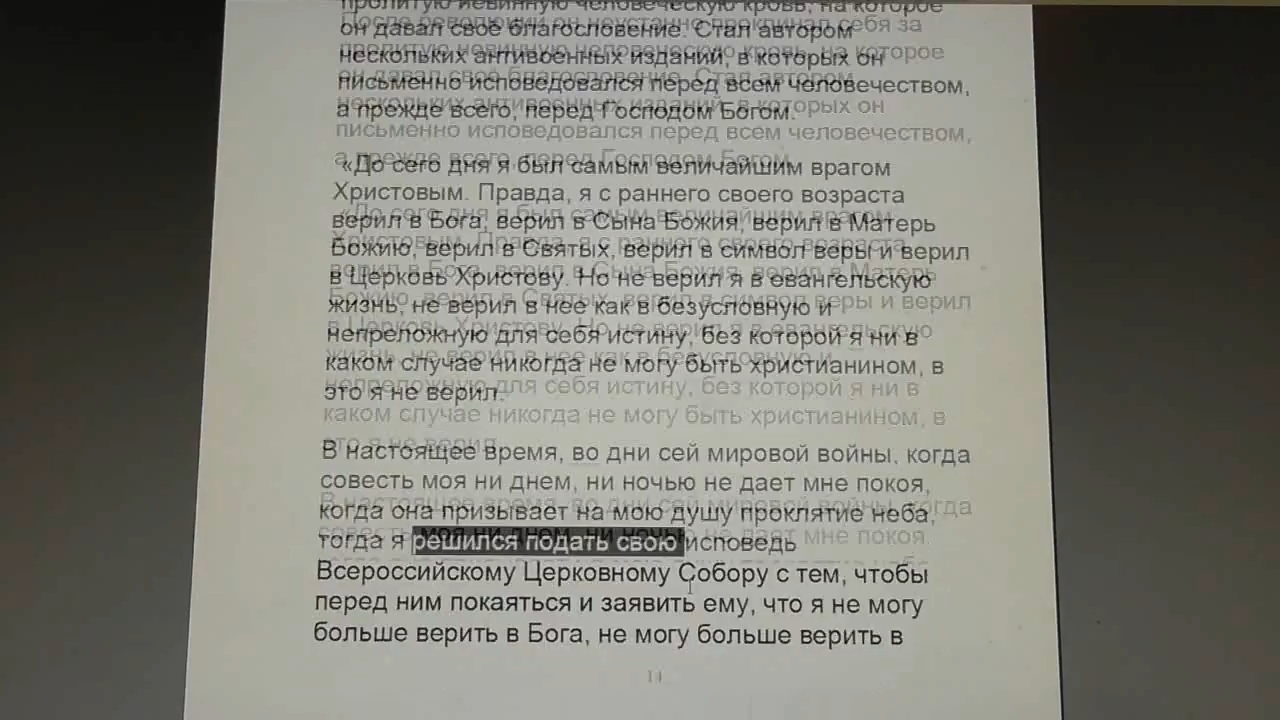 пролитую невинную человеческую кровь, на которое
он давал своё благословение. Стал автором
нескольких антивоенных изданий, в которых он
письменно исповедовался перед всем человечеством,
а прежде всего, перед Господом Богом.
«До сего дня я был самым величайшим врагом
Христовым. Правда, я с раннего своего возраста
верил в Бога, верил в Сына Божия, верил в Матерь
Божию, верил в Святых, верил в символ веры и верил
в Церковь Христову. Но не верил я в евангельскую
жизнь, не верил в нее как в безусловную и
непреложную для себя истину, без которой я ни в
каком случае никогда не могу быть христианином, в
это я не верил.
В настоящее время, во дни сей мировой войны, когда
совесть моя ни днем, ни ночью не дает мне покоя,
когда она призывает на мою душу проклятие неба,
тогда я решился подать свою исповедь
Всероссийскому Церковному Собору с тем, чтобы
перед ним покаяться и заявить ему, что я не могу
больше верить в Бога, не могу больше верить в
14